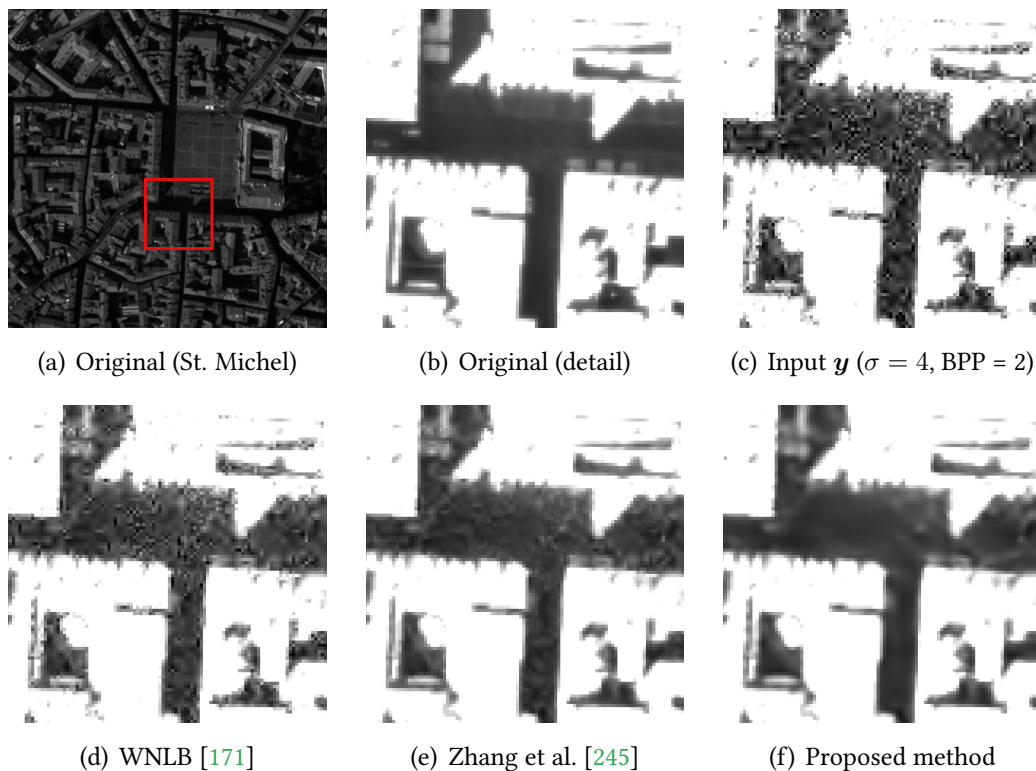 (a) Original (St. Michel)
(b) Original (detail)
(c) Input y (σ = 4, BPP = 2)
(d) WNLB [171]
(e) Zhang et al. [245]
(f) Proposed method